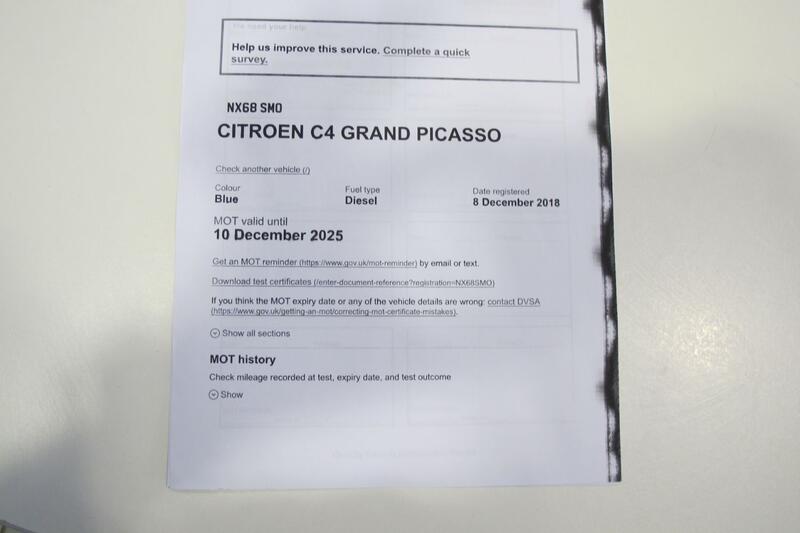 We need your help
Help us improve this service. Complete a quick
survey.
NX68 SMO
CITROEN C4 GRAND PICASSO
Check another vehicle (/)
Colour Fuel type Date registered
Blue Diesel 8 December 2018
MOT valid until
10 December 2025
Get an MOT reminder (https://www.gov.uk/mot-reminder) by email or text.
Download test certificates (/enter-document-reference?registration=NX68SMO)
If you think the MOT expiry date or any of the vehicle details are wrong: contact DVSA
(https://www.gov.uk/getting-an-mot/correcting-mot-certificate-mistakes).
Show all sections
MOT history
Check mileage recorded at test, expiry date, and test outcome
Show